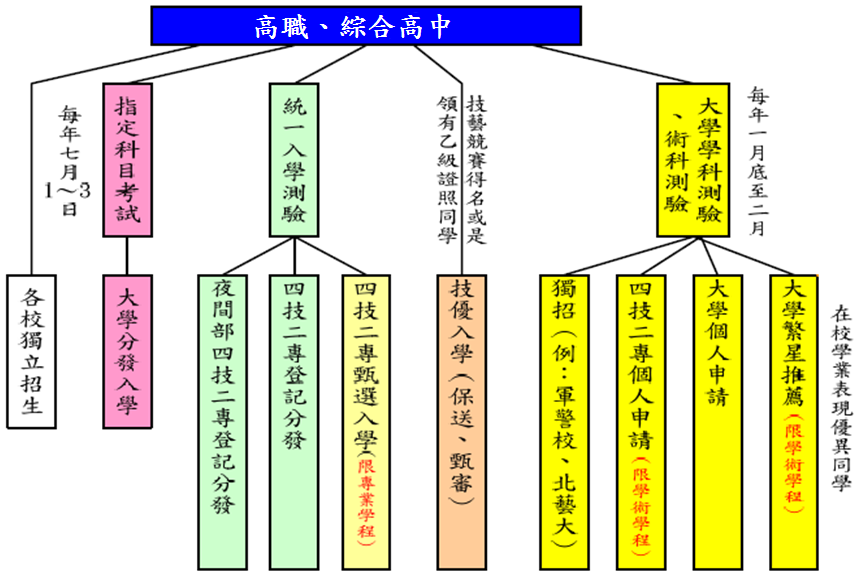 高職、綜合高中
每年七月
1～3
日
指定科目考試
統一入學測驗
技藝競賽得名或是
領有乙級證照同學
大學學科測驗
、術科測驗
每年一月底至二月
各校獨立招生
大學分發入學
夜間部四技二專登記分發
四技二專登記分發
四技二專甄選入學(限專業學程)
技優入學(保送、甄審)
獨招(例：軍警校、北藝大)
四技二專個人申請(限學術學程)
大學個人申請
大學繁星推薦(限學術學程)
在校學業表現優異同學